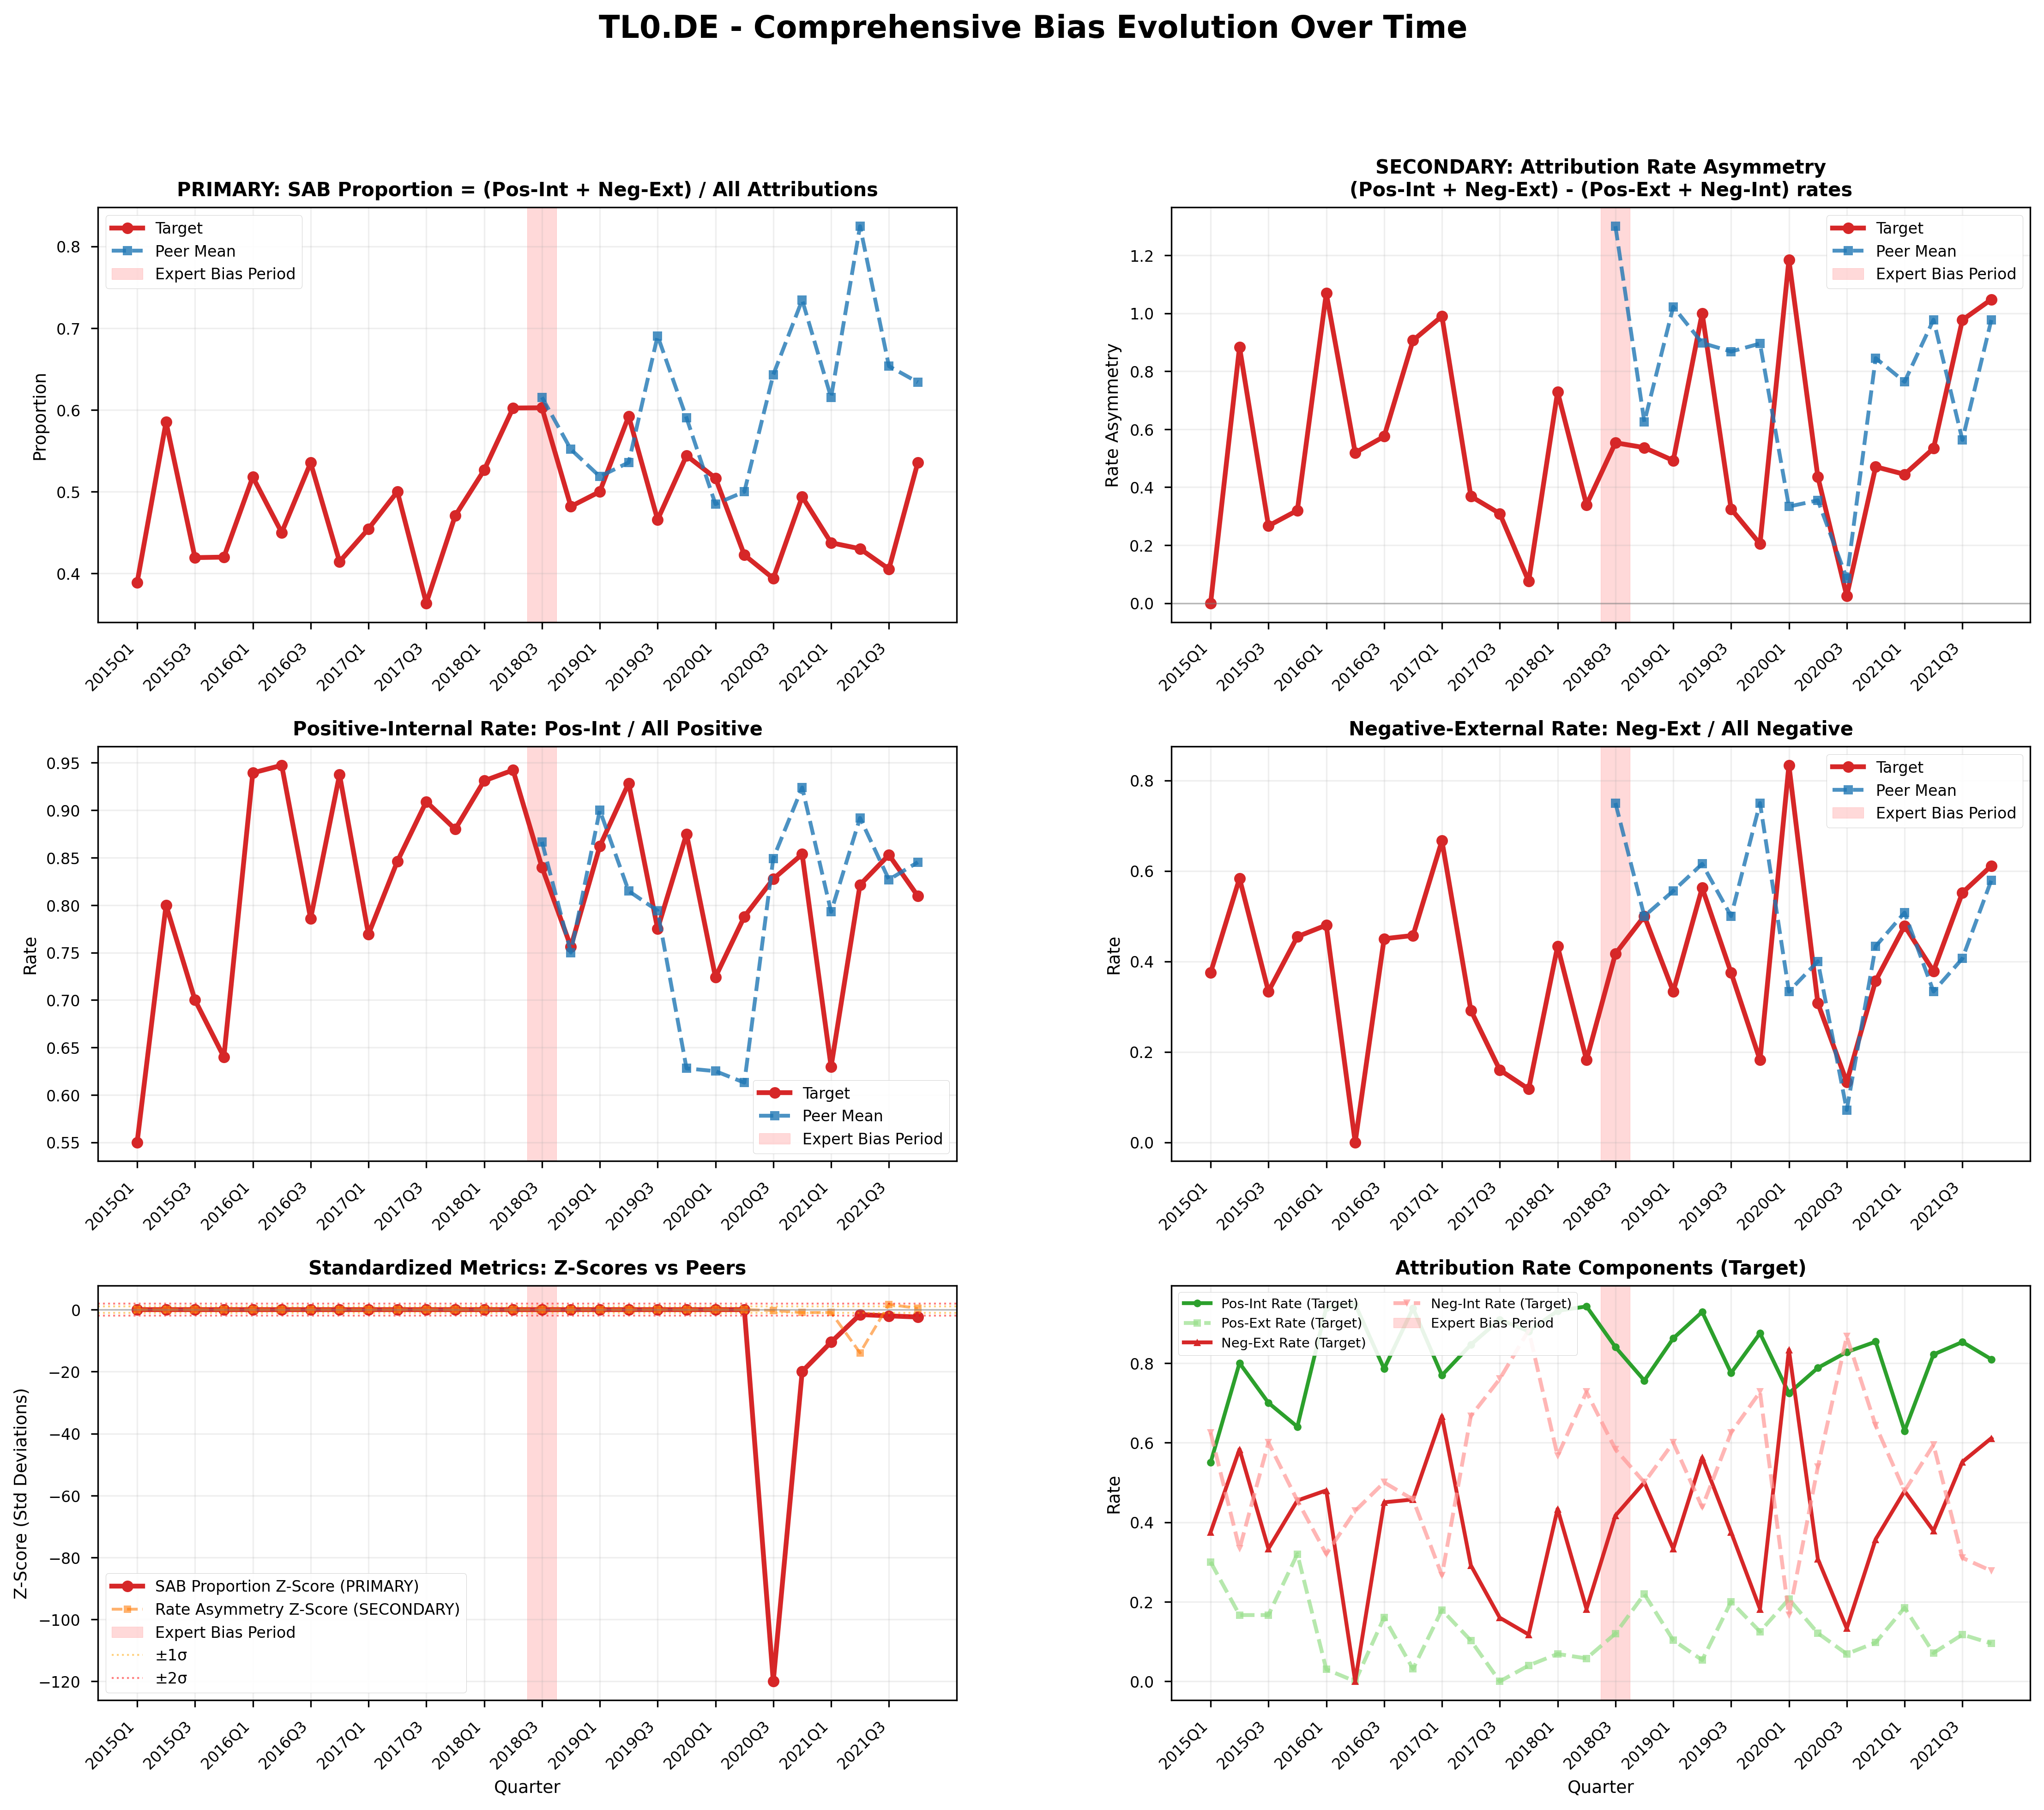 TL0.DE - Comprehensive Bias Evolution Over Time
PRIMARY: SAB Proportion = (Pos-Int + Neg-Ext) / All Attributions
Target
Peer Mean
Expert Bias Period
Proportion
0.8
0.7
0.6
0.5
0.4
2015Q1
2015Q3
2016Q1
2016Q3
2017Q1
2017Q3
2018Q1
2018Q3
2019Q1
2019Q3
2020Q1
2020Q3
2021Q1
2021Q3
SECONDARY: Attribution Rate Asymmetry
(Pos-Int + Neg-Ext) - (Pos-Ext + Neg-Int) rates
Target
Peer Mean
Expert Bias Period
Rate Asymmetry
1.2
1.0
0.8
0.6
0.4
0.2
0.0
2015Q1
2015Q3
2016Q1
2016Q3
2017Q1
2017Q3
2018Q1
2018Q3
2019Q1
2019Q3
2020Q1
2020Q3
2021Q1
2021Q3
Positive-Internal Rate: Pos-Int / All Positive
Rate
0.95
0.90
0.85
0.80
0.75
0.70
0.65
0.60
0.55
Target
Peer Mean
Expert Bias Period
2015Q1
2015Q3
2016Q1
2016Q3
2017Q1
2017Q3
2018Q1
2018Q3
2019Q1
2019Q3
2020Q1
2020Q3
2021Q1
2021Q3
Negative-External Rate: Neg-Ext / All Negative
Target
Peer Mean
Expert Bias Period
Rate
0.8
0.6
0.4
0.2
0.0
2015Q1
2015Q3
2016Q1
2016Q3
2017Q1
2017Q3
2018Q1
2018Q3
2019Q1
2019Q3
2020Q1
2020Q3
2021Q1
2021Q3
Standardized Metrics: Z-Scores vs Peers
Z-Score (Std Deviations)
0
−20
−40
−60
−80
−100
−120
SAB Proportion Z-Score (PRIMARY)
Rate Asymmetry Z-Score (SECONDARY)
Expert Bias Period
±1σ
±2σ
2015Q1
2015Q3
2016Q1
2016Q3
2017Q1
2017Q3
2018Q1
2018Q3
2019Q1
2019Q3
2020Q1
2020Q3
2021Q1
2021Q3
Quarter
Attribution Rate Components (Target)
Pos-Int Rate (Target)
Pos-Ext Rate (Target)
Neg-Ext Rate (Target)
Neg-Int Rate (Target)
Expert Bias Period
Rate
0.8
0.6
0.4
0.2
0.0
2015Q1
2015Q3
2016Q1
2016Q3
2017Q1
2017Q3
2018Q1
2018Q3
2019Q1
2019Q3
2020Q1
2020Q3
2021Q1
2021Q3
Quarter